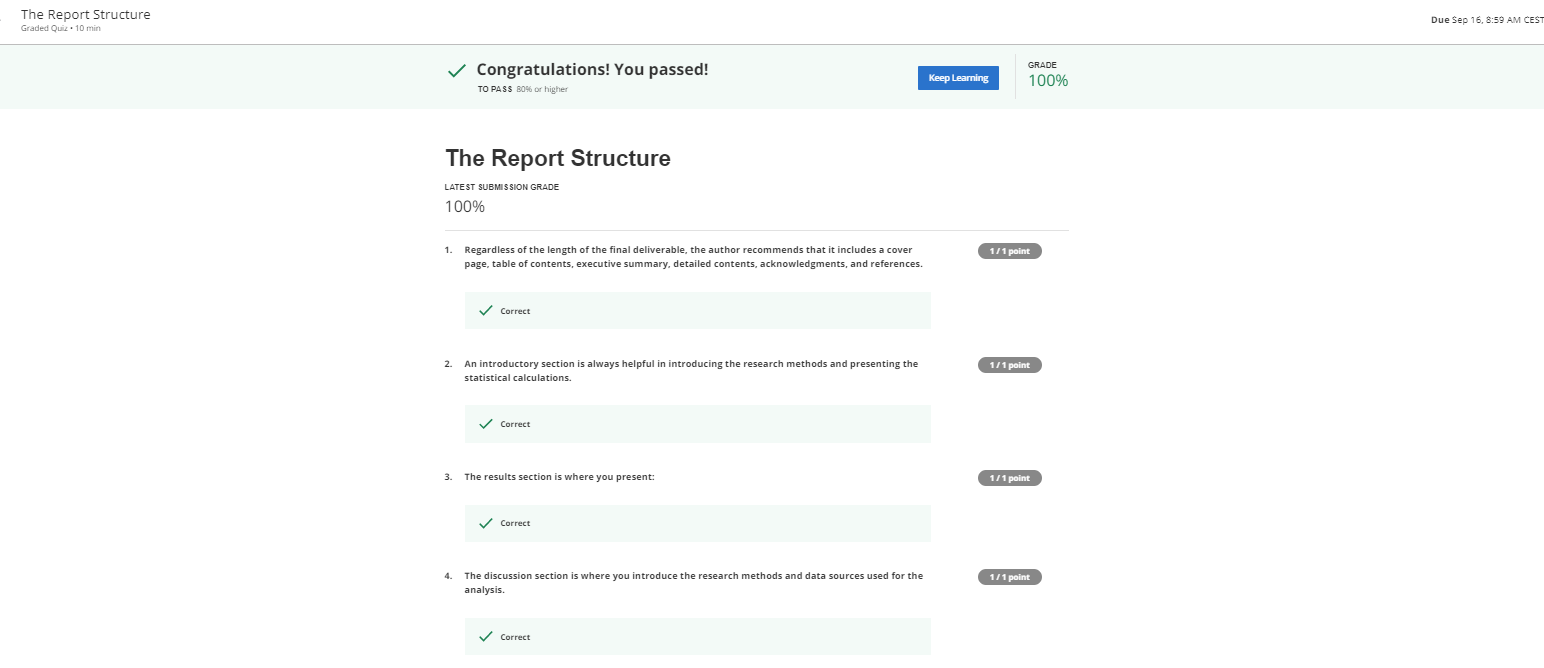 The Report Structure
Graded Quiz • 10 min
Due Sep 16, 8:59 AM CEST
Congratulations! You passed!
TO PASS 80% or higher
Keep Learning
GRADE
100%
The Report Structure
LATEST SUBMISSION GRADE
100%
1. Regardless of the length of the final deliverable, the author recommends that it includes a cover
page, table of contents, executive summary, detailed contents, acknowledgments, and references.
1 / 1 point
Correct
2. An introductory section is always helpful in introducing the research methods and presenting the
statistical calculations.
1 / 1 point
Correct
3. The results section is where you present:
1 / 1 point
Correct
4. The discussion section is where you introduce the research methods and data sources used for the
analysis.
1 / 1 point
Correct